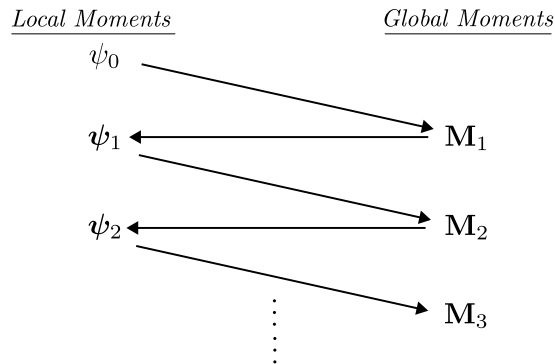 Local Moments Global Moments
ψ₀
M₁
ψ₁
M₂
ψ₂
M₃